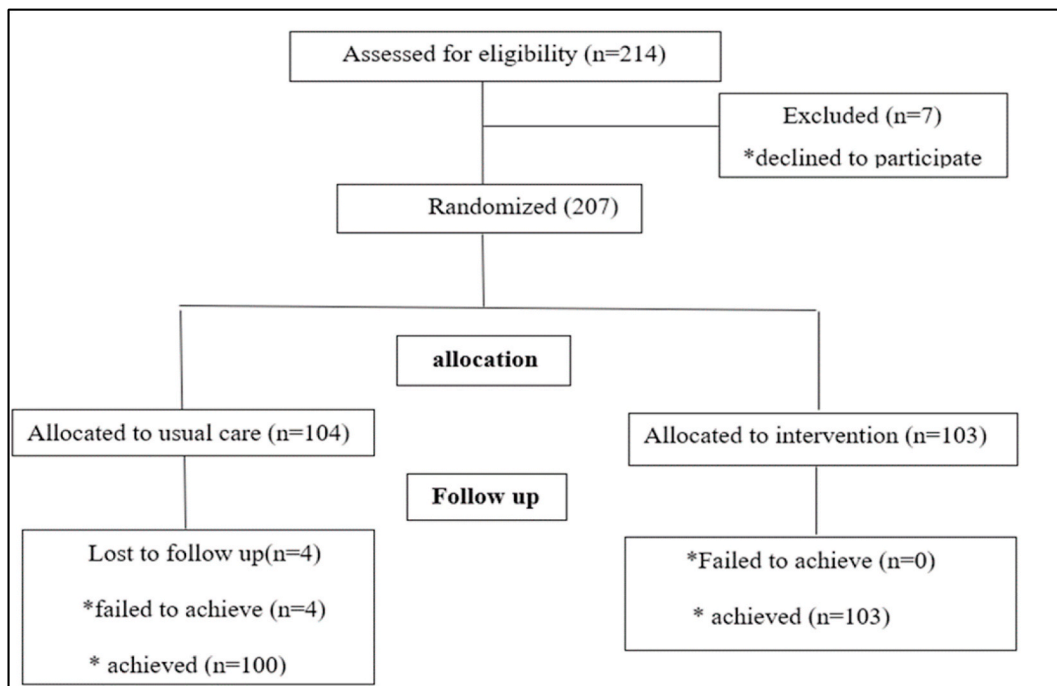 Assessed for eligibility (n=214)
Excluded (n=7)
*declined to participate
Randomized (207)
allocation
Allocated to usual care (n=104)
Allocated to intervention (n=103)
Follow up
Lost to follow up(n=4)
*failed to achieve (n=4)
* achieved (n=100)
*Failed to achieve (n=0)
* achieved (n=103)